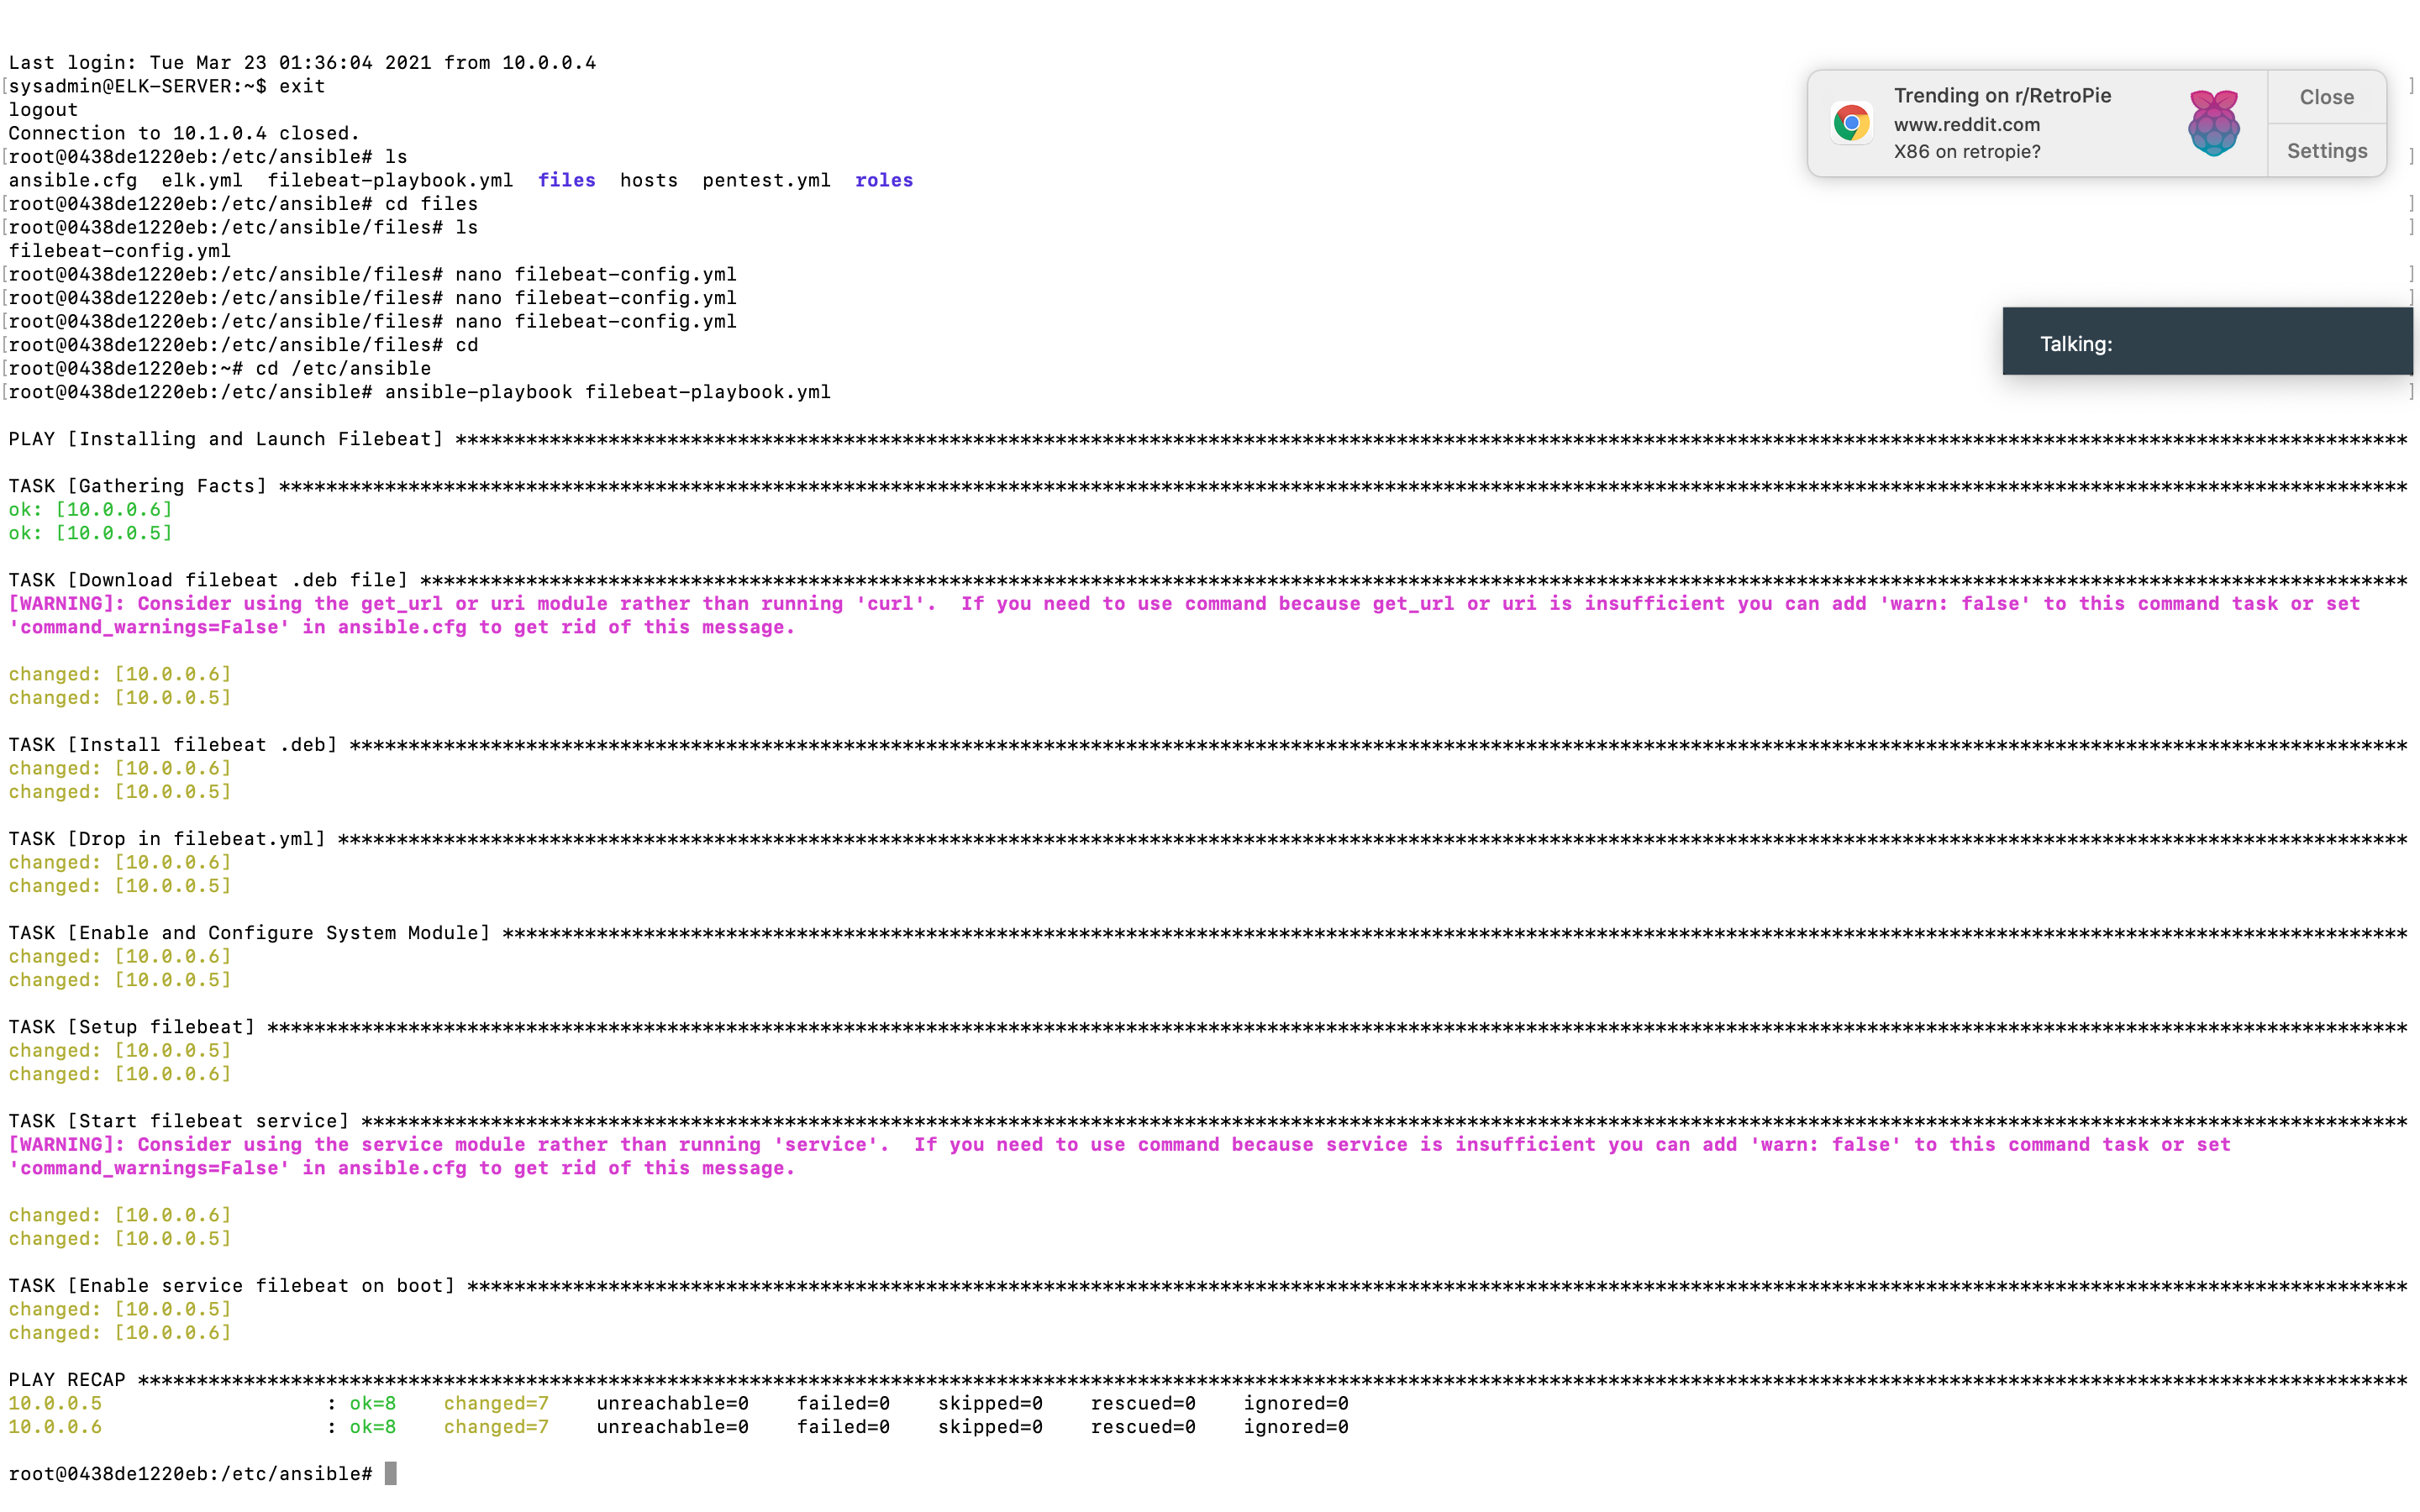 Last login: Tue Mar 23 01:36:04 2021 from 10.0.0.4
[sysadmin@ELK-SERVER:~$ exit ]
logout
Connection to 10.1.0.4 closed.
[root@0438de1220eb:/etc/ansible# ls ]
ansible.cfg  elk.yml  filebeat-playbook.yml  files  hosts  pentest.yml  roles
[root@0438de1220eb:/etc/ansible# cd files ]
[root@0438de1220eb:/etc/ansible/files# ls ]
filebeat-config.yml
[root@0438de1220eb:/etc/ansible/files# nano filebeat-config.yml ]
[root@0438de1220eb:/etc/ansible/files# nano filebeat-config.yml ]
[root@0438de1220eb:/etc/ansible/files# nano filebeat-config.yml
[root@0438de1220eb:/etc/ansible/files# cd
[root@0438de1220eb:~# cd /etc/ansible
[root@0438de1220eb:/etc/ansible# ansible-playbook filebeat-playbook.yml ]
Trending on r/RetroPie
www.reddit.com
X86 on retropie?
Close
Settings
Talking:
PLAY [Installing and Launch Filebeat] ****************************************************************************************************************************************************************
TASK [Gathering Facts] *******************************************************************************************************************************************************************************
ok: [10.0.0.6]
ok: [10.0.0.5]
TASK [Download filebeat .deb file] *******************************************************************************************************************************************************************
[WARNING]: Consider using the get_url or uri module rather than running 'curl'.  If you need to use command because get_url or uri is insufficient you can add 'warn: false' to this command task or set
'command_warnings=False' in ansible.cfg to get rid of this message.
changed: [10.0.0.6]
changed: [10.0.0.5]
TASK [Install filebeat .deb] *************************************************************************************************************************************************************************
changed: [10.0.0.6]
changed: [10.0.0.5]
TASK [Drop in filebeat.yml] **************************************************************************************************************************************************************************
changed: [10.0.0.6]
changed: [10.0.0.5]
TASK [Enable and Configure System Module] ************************************************************************************************************************************************************
changed: [10.0.0.6]
changed: [10.0.0.5]
TASK [Setup filebeat] ********************************************************************************************************************************************************************************
changed: [10.0.0.5]
changed: [10.0.0.6]
TASK [Start filebeat service] ************************************************************************************************************************************************************************
[WARNING]: Consider using the service module rather than running 'service'.  If you need to use command because service is insufficient you can add 'warn: false' to this command task or set
'command_warnings=False' in ansible.cfg to get rid of this message.
changed: [10.0.0.6]
changed: [10.0.0.5]
TASK [Enable service filebeat on boot] ***************************************************************************************************************************************************************
changed: [10.0.0.5]
changed: [10.0.0.6]
PLAY RECAP *******************************************************************************************************************************************************************************************
10.0.0.5                   : ok=8    changed=7    unreachable=0    failed=0    skipped=0    rescued=0    ignored=0
10.0.0.6                   : ok=8    changed=7    unreachable=0    failed=0    skipped=0    rescued=0    ignored=0
root@0438de1220eb:/etc/ansible#